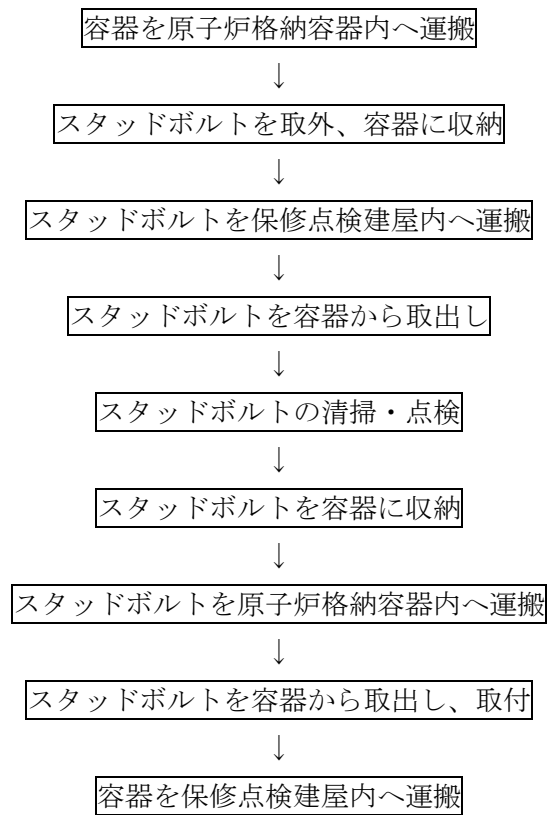 容器を原子炉格納容器内へ運搬
↓
スタッドボルトを取外、容器に収納
↓
スタッドボルトを保修点検建屋内へ運搬
↓
スタッドボルトを容器から取出し
↓
スタッドボルトの清掃・点検
↓
スタッドボルトを容器に収納
↓
スタッドボルトを原子炉格納容器内へ運搬
↓
スタッドボルトを容器から取出し、取付
↓
容器を保修点検建屋内へ運搬